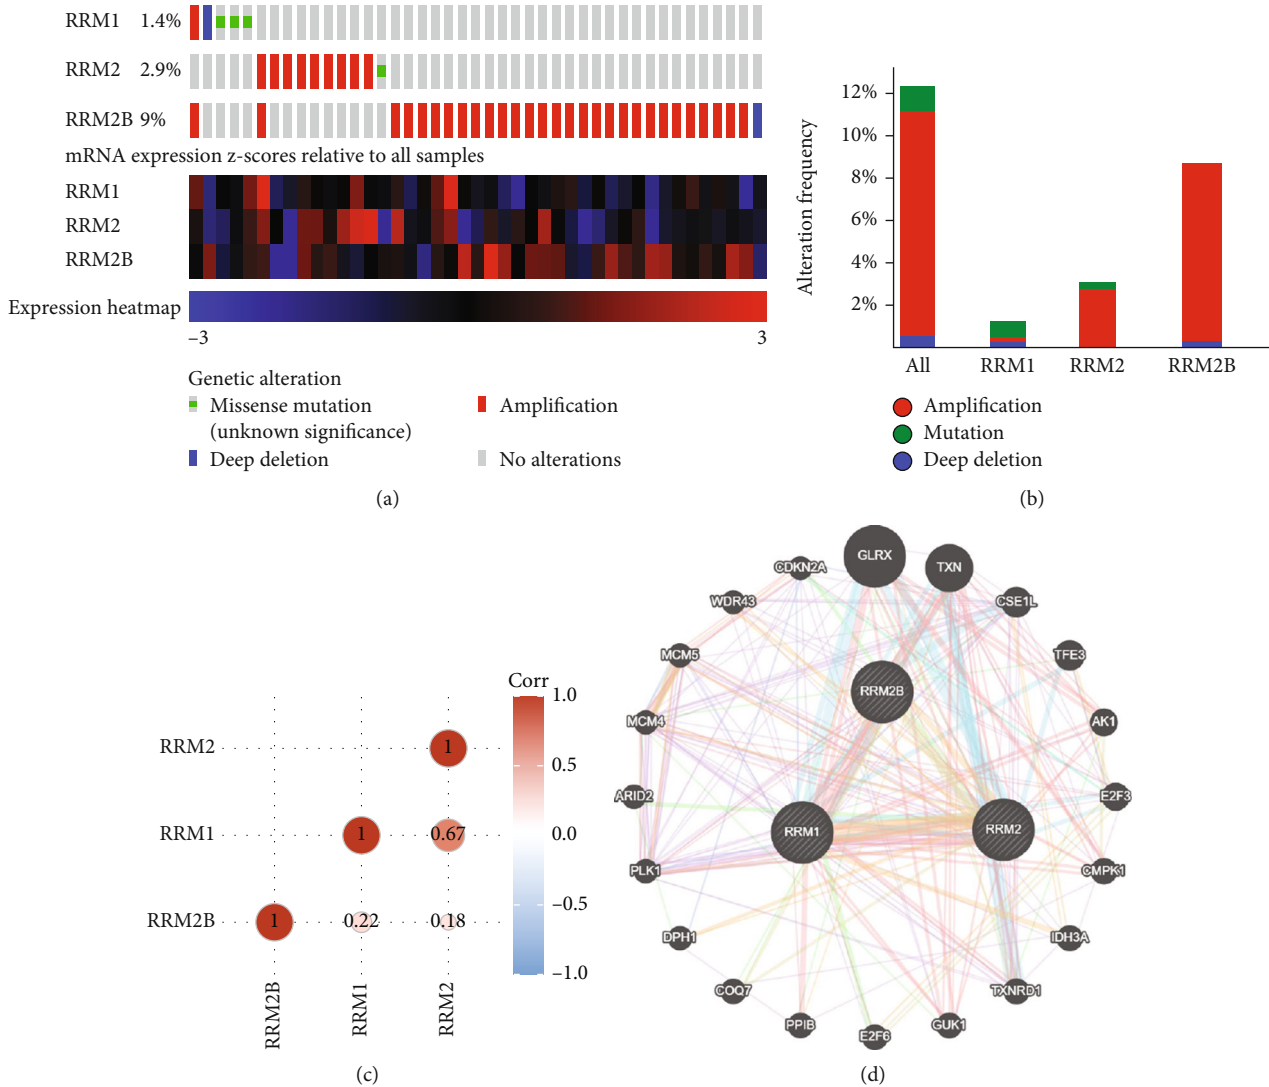 RRM1 1.4%
RRM2 2.9%
RRM2B 9%
mRNA expression z-scores relative to all samples
RRM1
RRM2
RRM2B
Expression heatmap
−3 3
Genetic alteration
Missense mutation
(unknown significance)
Amplification
Deep deletion
No alterations
(a)
Alteration frequency
12%
10%
8%
6%
4%
2%
All RRM1 RRM2 RRM2B
Amplification
Mutation
Deep deletion
(b)
Corr
1.0
0.5
0.0
−0.5
−1.0
RRM2 1
RRM1 1 0.67
RRM2B 1 0.22 0.18
RRM2B RRM1 RRM2
(c)
GLRX
TXN
CDKN2A
CSE1L
WDR43
TFE3
MCM5
RRM2B
MCM4
AK1
ARID2
E2F3
RRM1
RRM2
PLK1
CMPK1
DPH1
IDH3A
COQ7
TXNRD1
PPIB
GUK1
E2F6
(d)